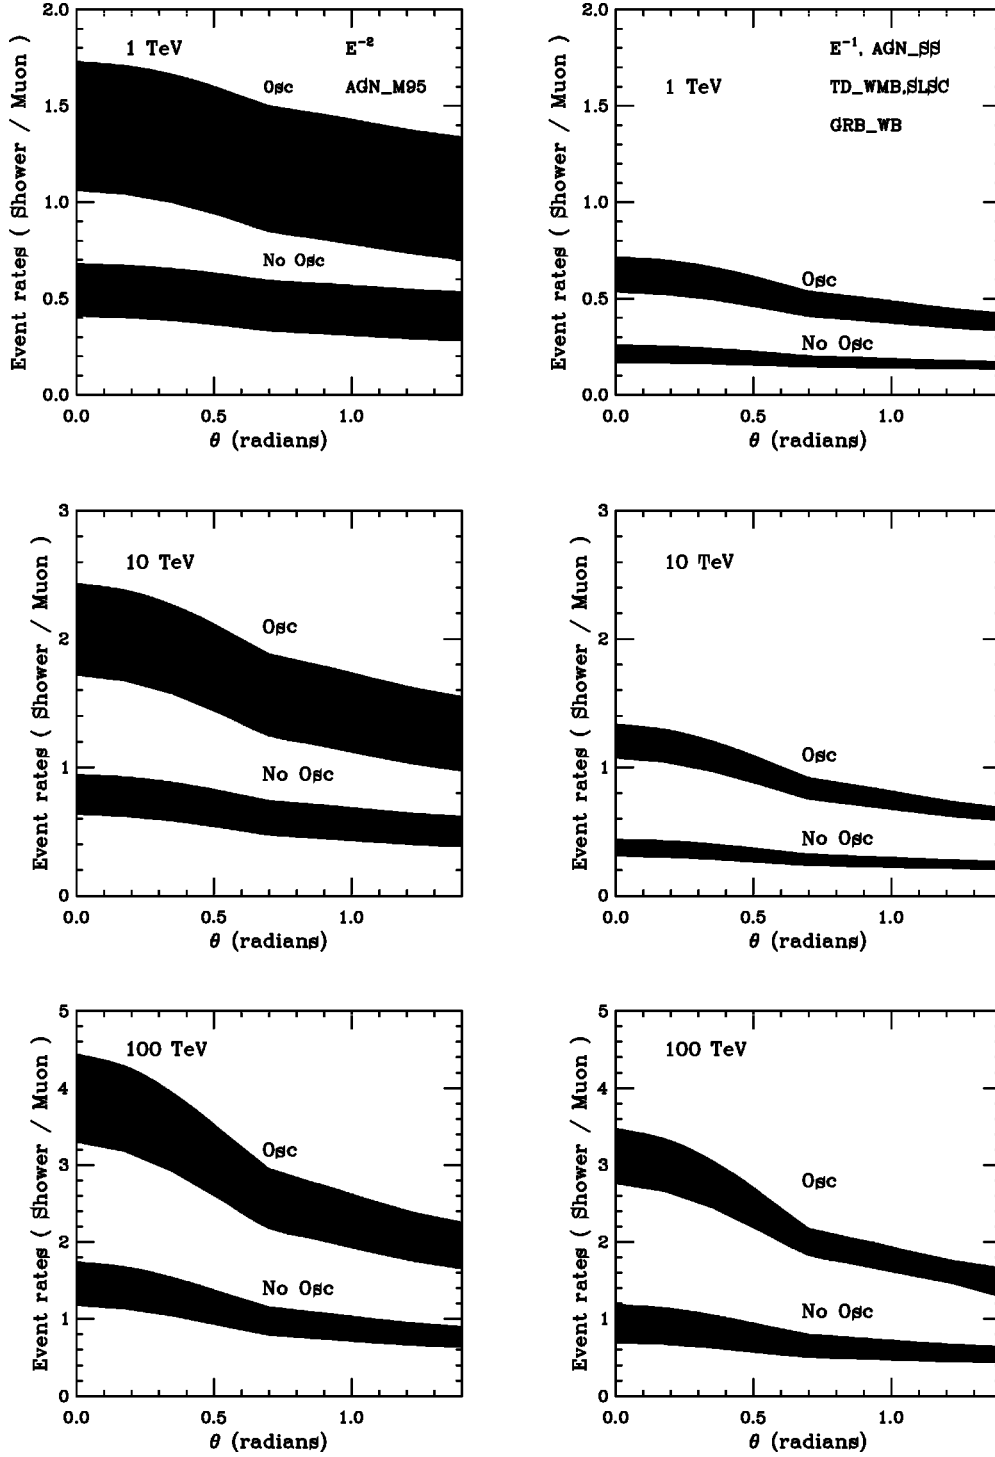 2.0
1.5
1.0
0.5
0.0
Event rates ( Shower / Muon )
1 TeV
E⁻²
AGN_M95
Osc
No Osc
0.0 0.5 1.0
θ (radians)
2.0
1.5
1.0
0.5
0.0
Event rates ( Shower / Muon )
1 TeV
E⁻¹, AGN_SS
TD_WMB,SLSC
GRB_WB
Osc
No Osc
0.0 0.5 1.0
θ (radians)
3
2
1
0
Event rates ( Shower / Muon )
10 TeV
Osc
No Osc
0.0 0.5 1.0
θ (radians)
3
2
1
0
Event rates ( Shower / Muon )
10 TeV
Osc
No Osc
0.0 0.5 1.0
θ (radians)
5
4
3
2
1
0
Event rates ( Shower / Muon )
100 TeV
Osc
No Osc
0.0 0.5 1.0
θ (radians)
5
4
3
2
1
0
Event rates ( Shower / Muon )
100 TeV
Osc
No Osc
0.0 0.5 1.0
θ (radians)